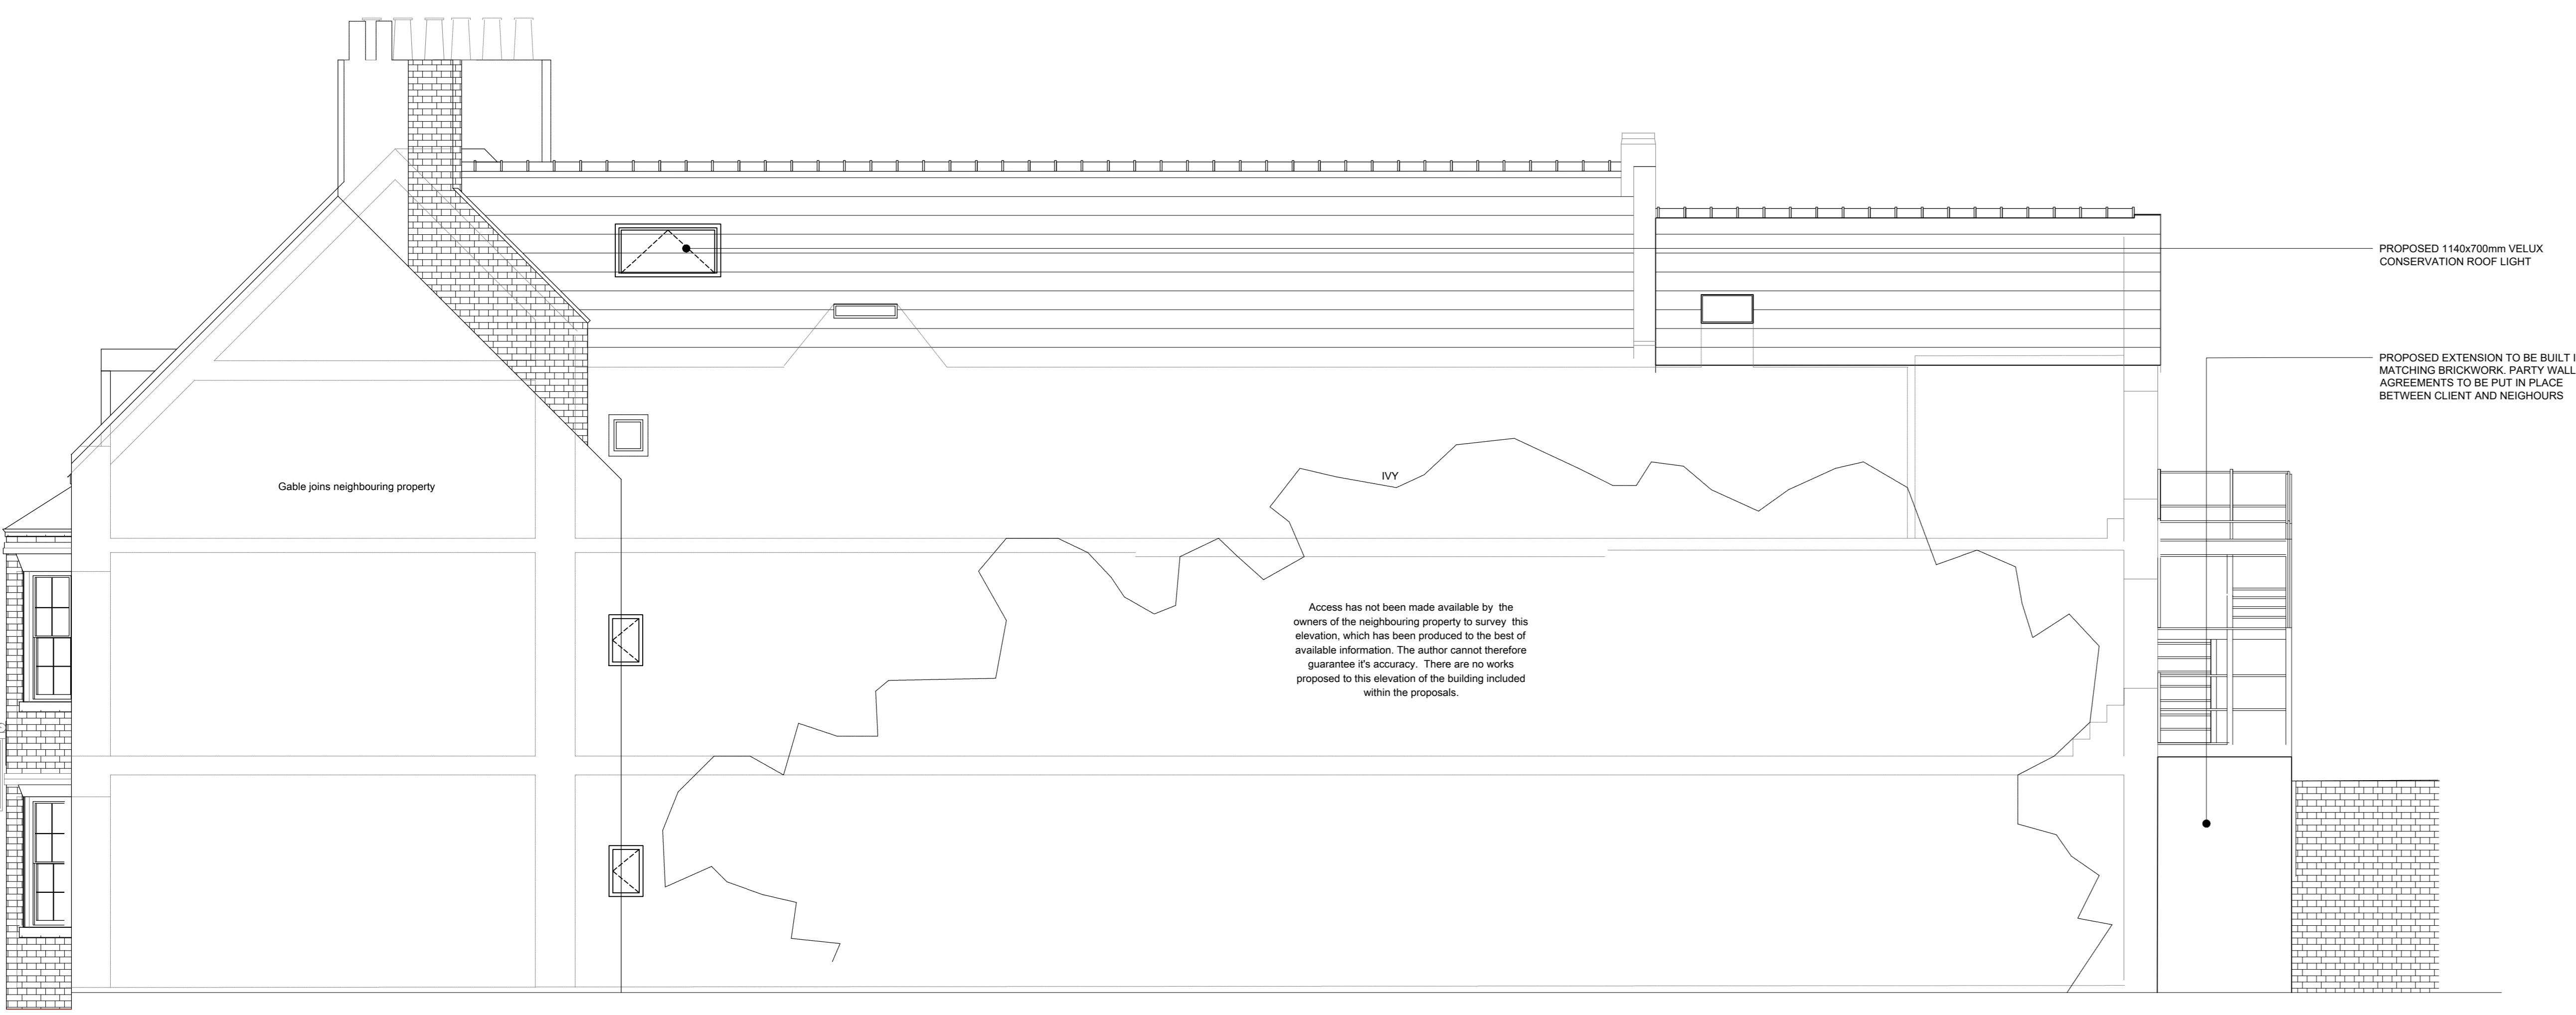 PROPOSED 1140x700mm VELUX
CONSERVATION ROOF LIGHT
PROPOSED EXTENSION TO BE BUILT
MATCHING BRICKWORK. PARTY WALL
AGREEMENTS TO BE PUT IN PLACE
BETWEEN CLIENT AND NEIGHOURS
Gable joins neighbouring property
IVY
Access has not been made available by the
owners of the neighbouring property to survey this
elevation, which has been produced to the best of
available information. The author cannot therefore
guarantee it's accuracy. There are no works
proposed to this elevation of the building included
within the proposals.